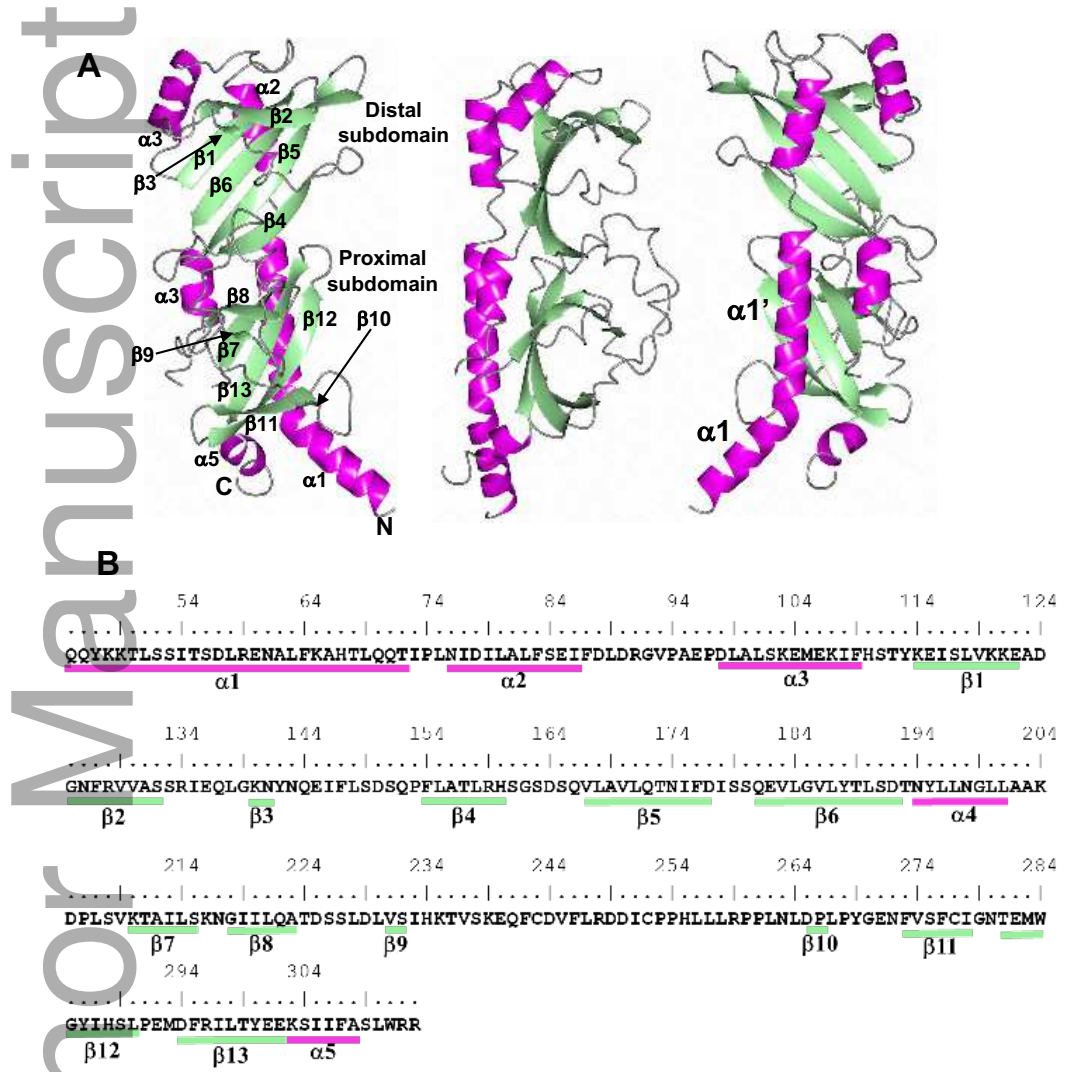 Manuscript
hor
A
α2
β2
Distal
subdomain
α3
β1
β5
β3
β6
β4
Proximal
subdomain
α3
β8
β12
β10
β9
β7
β13
β11
α5
α1
C
N
α1’
α1
B
54 64 74 84 94 104 114 124
QQYKKTLSSITSDLRENALFKAHTLQQTIPLNIDILALFSEIFDLDRGVPAEPDLALSKEMEKIFHSTYKEISLVKKEAD
α1 α2 α3 β1
134 144 154 164 174 184 194 204
GNFRVVASSRIEQLGKNYNQEIFLSDSQPFLATLRHSGSDSQVLAVLQTNIFDISSQEVLGVLYTLSDTNYLLNGLLAAK
β2 β3 β4 β5 β6 α4
214 224 234 244 254 264 274 284
DPLSVKTAILSKNGIILQATDSSLDLVSIHKTVSKEQFCDVFLRDDICPPHLLLRPPLNLDPLPYGENFVSFCIGNTEMW
β7 β8 β9 β10 β11
294 304
GYIHSLPEMDFRILTYEEKSIIFASLWRR
β12 β13 α5